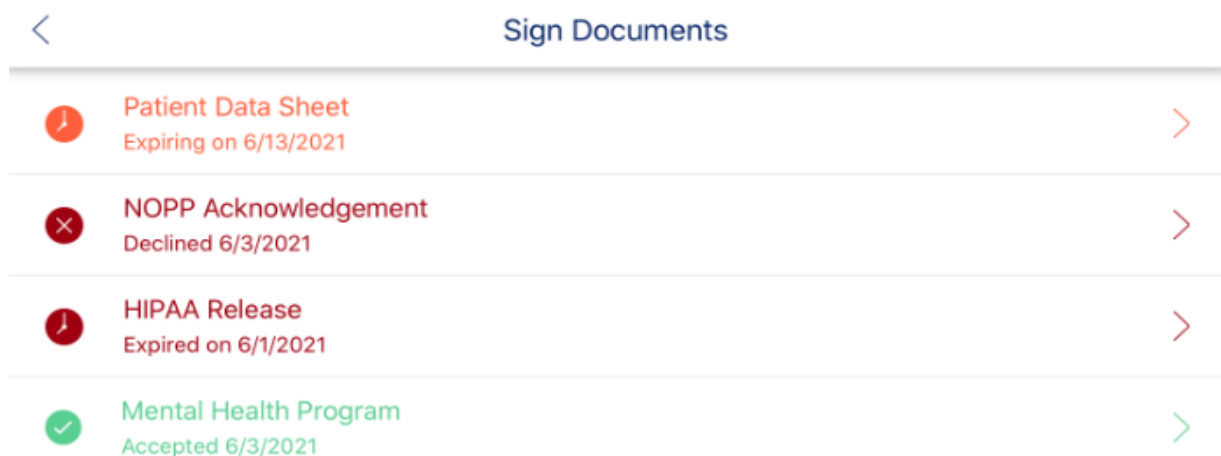 Sign Documents
Patient Data Sheet
Expiring on 6/13/2021
NOPP Acknowledgement
Declined 6/3/2021
HIPAA Release
Expired on 6/1/2021
Mental Health Program
Accepted 6/3/2021